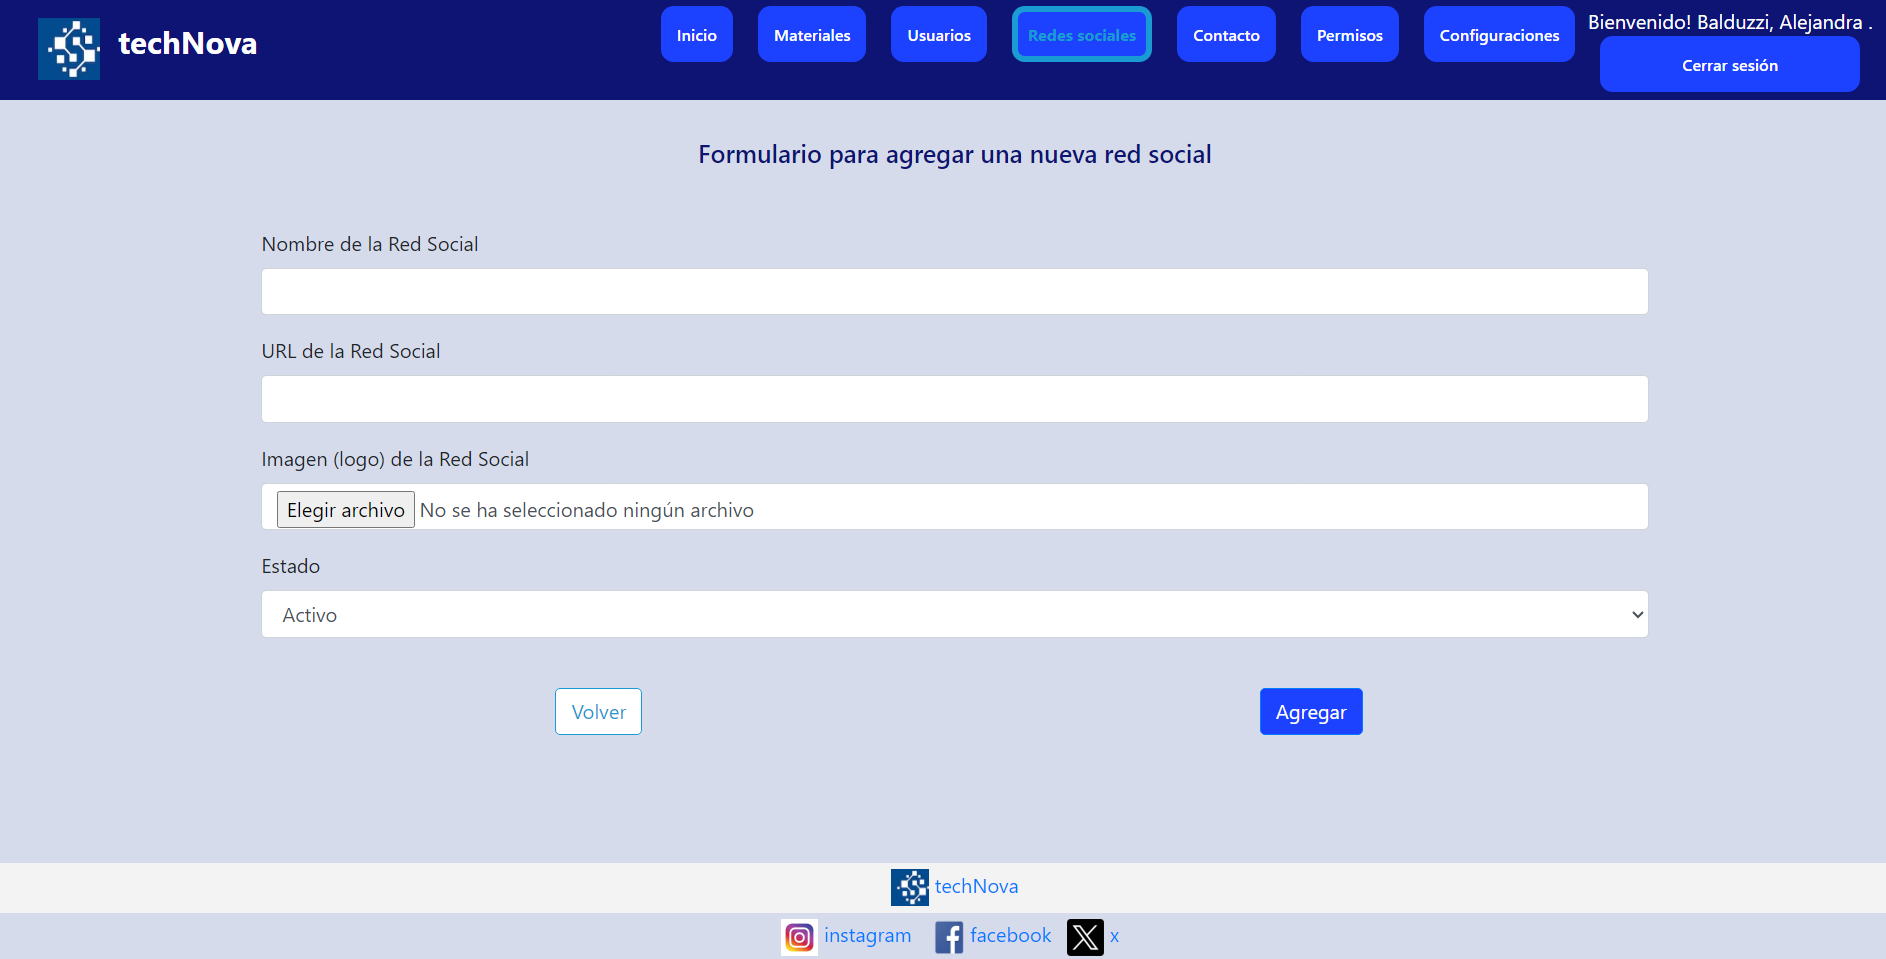 techNova
Inicio
Materiales
Usuarios
Redes sociales
Contacto
Permisos
Configuraciones
Bienvenido! Balduzzi, Alejandra .
Cerrar sesión
Formulario para agregar una nueva red social
Nombre de la Red Social
URL de la Red Social
Imagen (logo) de la Red Social
Elegir archivo No se ha seleccionado ningún archivo
Estado
Activo
Volver
Agregar
techNova
instagram facebook x